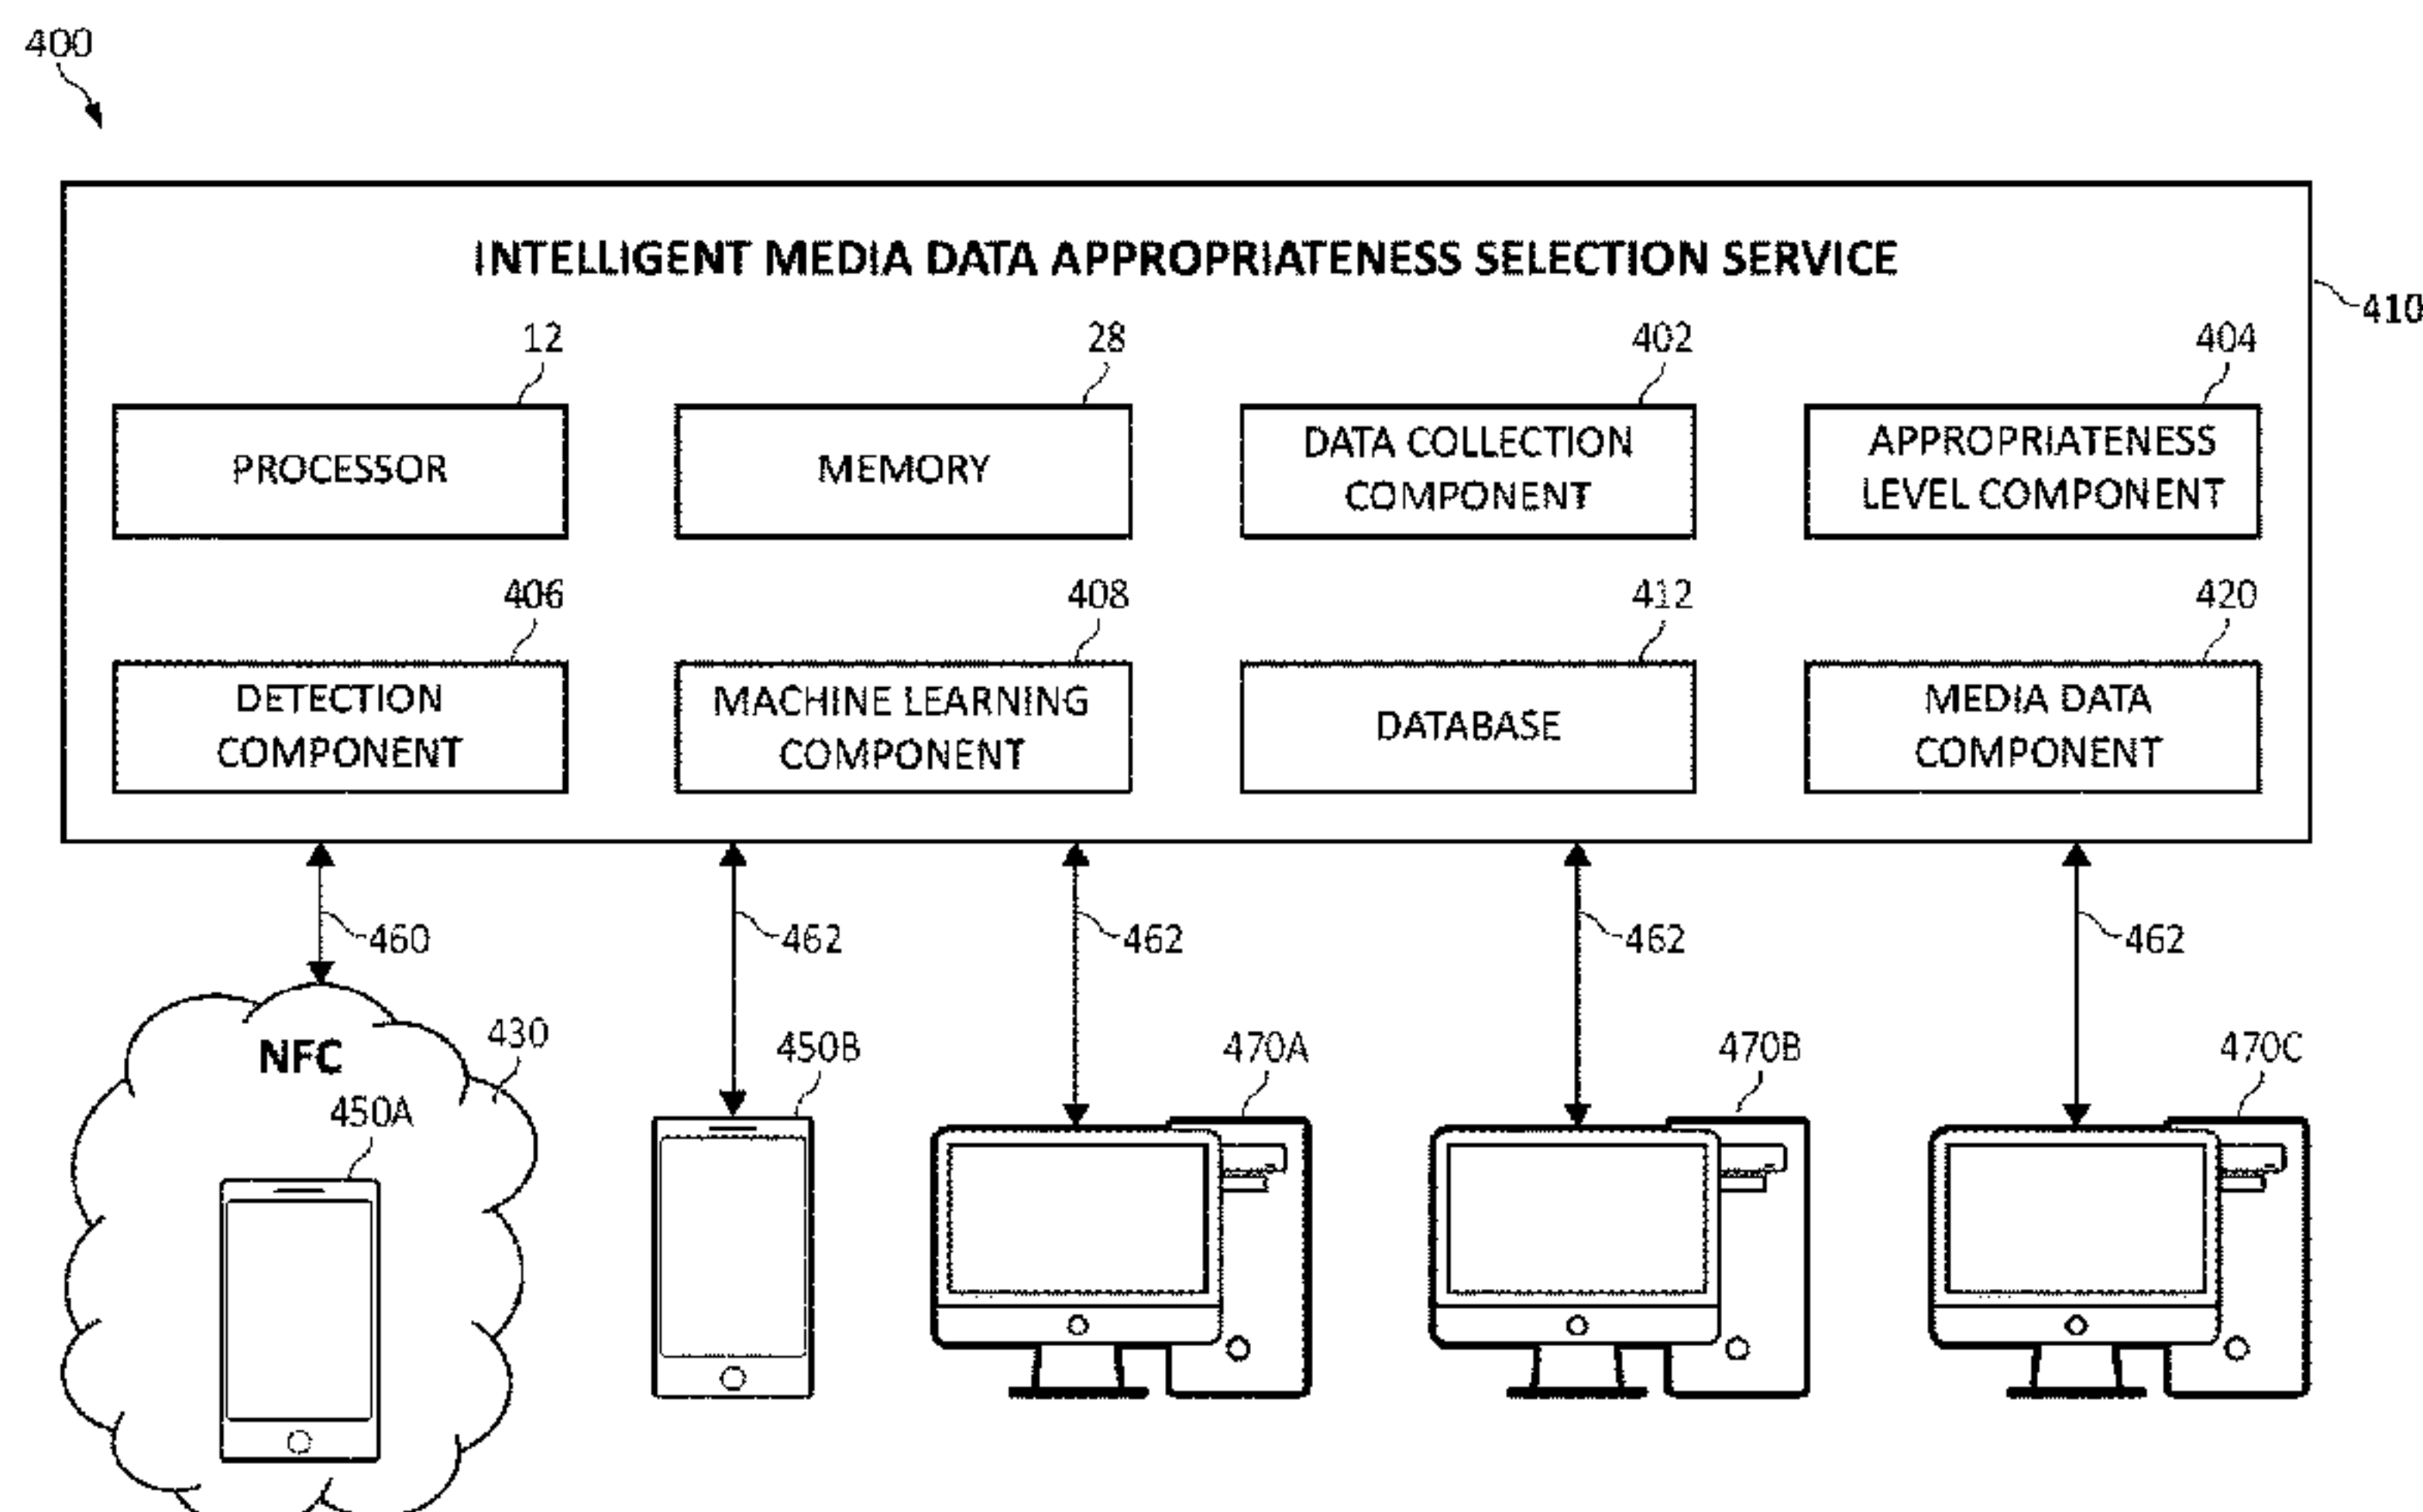 400
INTELLIGENT MEDIA DATA APPROPRIATENESS SELECTION SERVICE
410
12
28
402
404
PROCESSOR
MEMORY
DATA COLLECTION
COMPONENT
APPROPRIATENESS
LEVEL COMPONENT
406
408
412
420
DETECTION
COMPONENT
MACHINE LEARNING
COMPONENT
DATABASE
MEDIA DATA
COMPONENT
460
462
462
462
462
NFC
430
450A
450B
470A
470B
470C